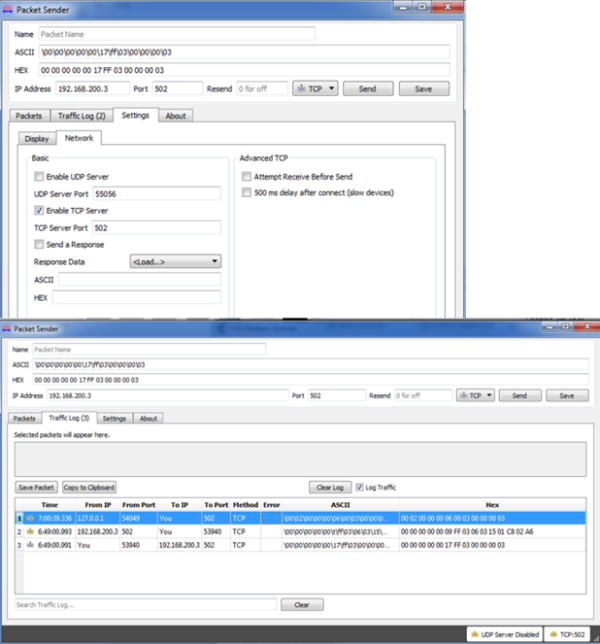 Packet Sender
Name Packet Name
ASCII \00\00\00\00\00\17\ff\03\00\00\00\03
HEX 00 00 00 00 00 17 FF 03 00 00 00 03
IP Address 192.168.200.3 Port 502 Resend 0 for off TCP Send Save
Packets Traffic Log (2) Settings About
Display Network
Basic Advanced TCP
Enable UDP Server Attempt Receive Before Send
UDP Server Port 55056 500 ms delay after connect (slow devices)
Enable TCP Server
TCP Server Port 502
Send a Response
Response Data <Load..>
ASCII
HEX
Packet Sender
Name Packet Name
ASCII \00\00\00\00\00\17\ff\03\00\00\00\03
HEX 00 00 00 00 00 17 FF 03 00 00 00 03
IP Address 192.168.200.3 Port 502 Resend 0 for off TCP Send Save
Packets Traffic Log (3) Settings About
Selected packets will appear here.
Save Packet Copy to Clipboard Clear Log Log Traffic
Time From IP From Port To IP To Port Method Error ASCII Hex
1 7:00:39.336 127.0.0.1 54049 You 502 TCP \00\02\00\00\00\06\00\03\00\00\0... 00 02 00 00 00 06 00 03 00 00 00 03
2 6:49:00.993 192.168.200.3 502 You 53940 TCP \00\00\00\00\00\t\ff\03\06\03\15\... 00 00 00 00 00 09 FF 03 06 03 15 01 C8 02 A6
3 6:49:00.991 You 53940 192.168.200.3 502 TCP \00\00\00\00\00\17\ff\03\00\00\00\03 00 00 00 00 00 17 FF 03 00 00 00 03
Search Traffic Log... Clear
UDP Server Disabled TCP:502